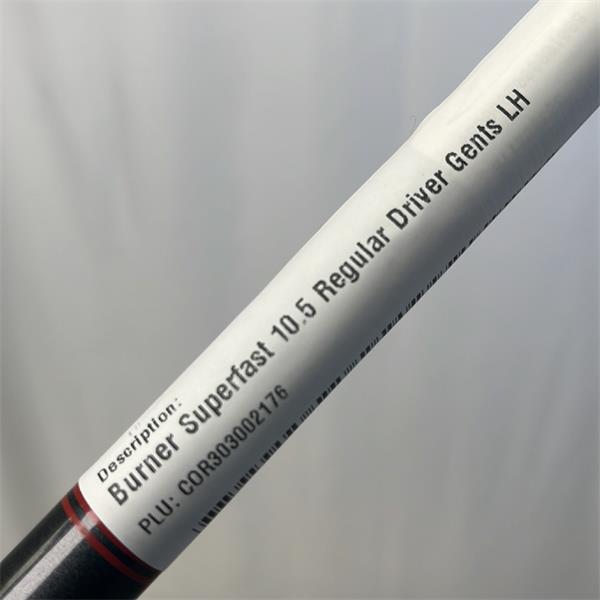 Description:
Burner Superfast 10.5 Regular Driver Gents LH
PLU: COR303002176